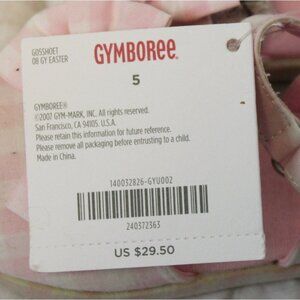 GOSSHOET
08 GY EASTER
GYMBOREE
5
GYMBOREE®
©2007 GYM-MARK, INC. All rights reserved.
San Francisco, CA 94105. U.S.A.
Please retain this information for future reference.
Please remove all packaging before entrusting to a child.
Made in China.
140032826-GYU002
240372363
US $29.50